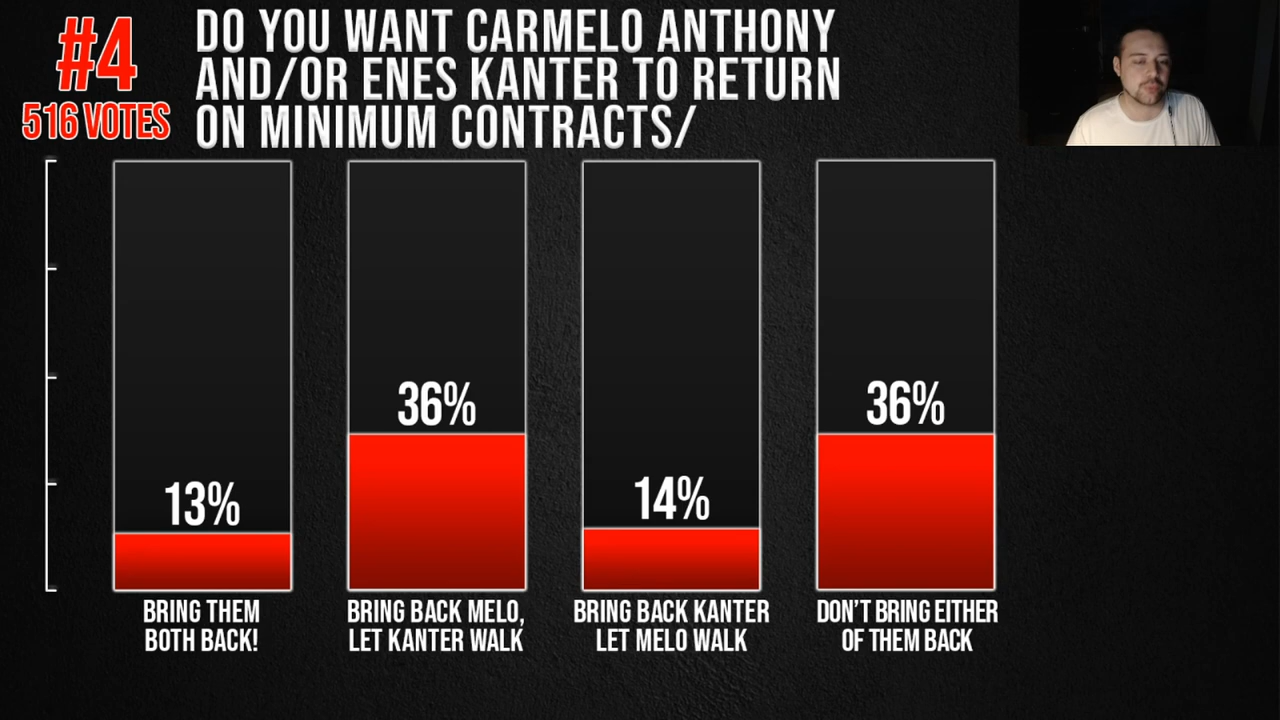 #4
516 VOTES
DO YOU WANT CARMELO ANTHONY
AND/OR ENES KANTER TO RETURN
ON MINIMUM CONTRACTS/
13%
36%
14%
36%
BRING THEM
BOTH BACK!
BRING BACK MELO,
LET KANTER WALK
BRING BACK KANTER
LET MELO WALK
DON'T BRING EITHER
OF THEM BACK